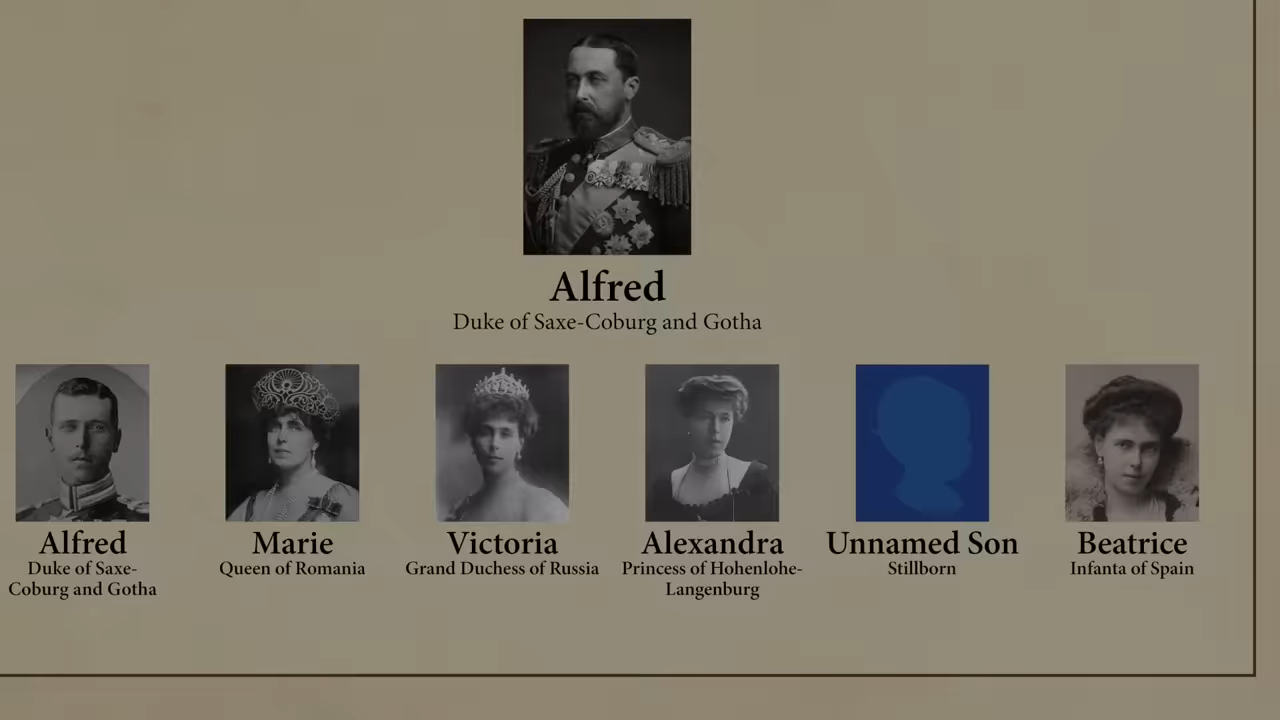 Alfred
Duke of Saxe-Coburg and Gotha
Alfred
Duke of Saxe-
Coburg and Gotha
Marie
Queen of Romania
Victoria
Grand Duchess of Russia
Alexandra
Princess of Hohenlohe-
Langenburg
Unnamed Son
Stillborn
Beatrice
Infanta of Spain